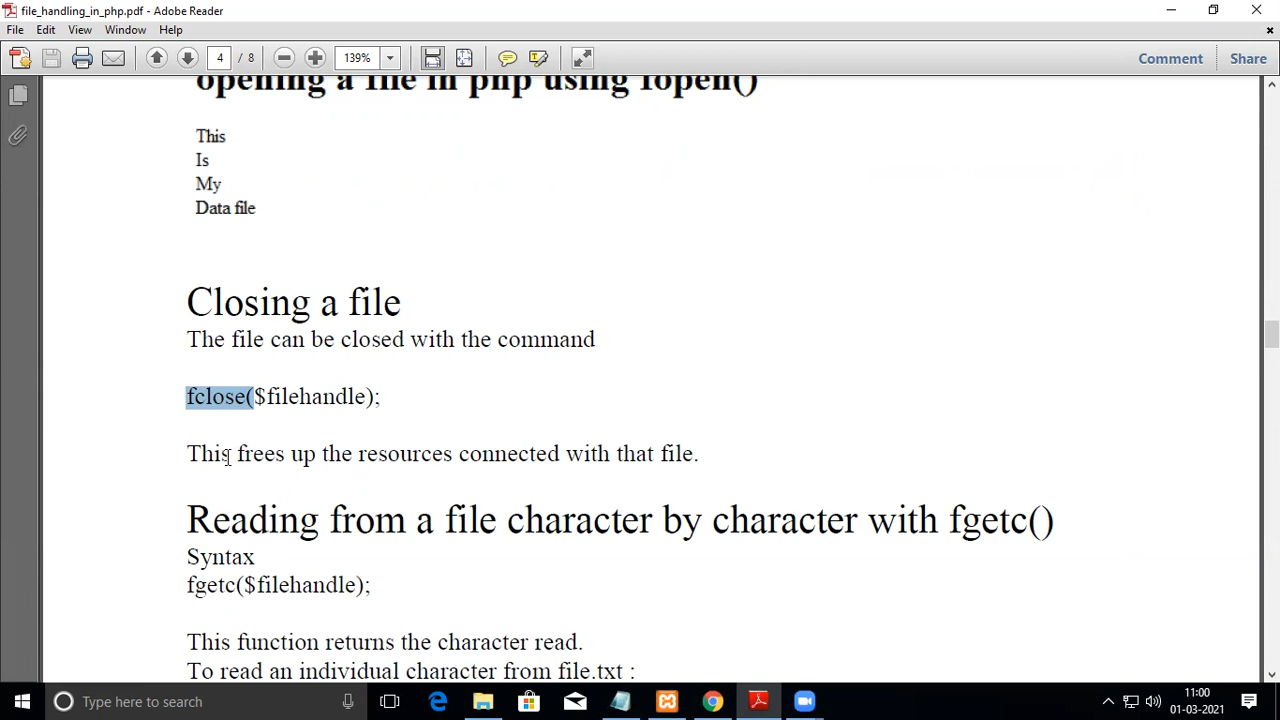 file_handling_in_php.pdf - Adobe Reader
File Edit View Window Help
4 / 8 139% Comment Share
opening a file in php using fopen()
This
Is
My
Data file
Closing a file
The file can be closed with the command
fclose($filehandle);
This frees up the resources connected with that file.
Reading from a file character by character with fgetc()
Syntax
fgetc($filehandle);
This function returns the character read.
To read an individual character from file.txt :
Type here to search
11:00
01-03-2021